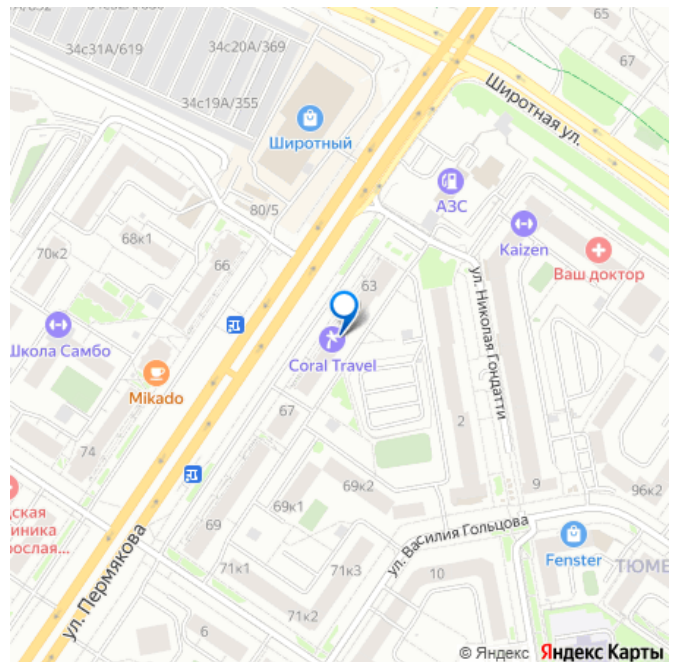 34с32А/636
65
34с31А/619
34с20А/369
67
34с19А/355
Широтная ул.
Широтный
АЗС
80/5
68к1
Kaizen
70к2
66
Ваш доктор
63
ул. Николая Гондатти
Школа Самбо
Coral Travel
Mikado
67
2
74
69к2
9
96к2
69к1
69
ул. Василия Гольцова
Fenster
71к1
71к3
10
ул. Пермякова
71к2
6
© Яндекс Яндекс Карты